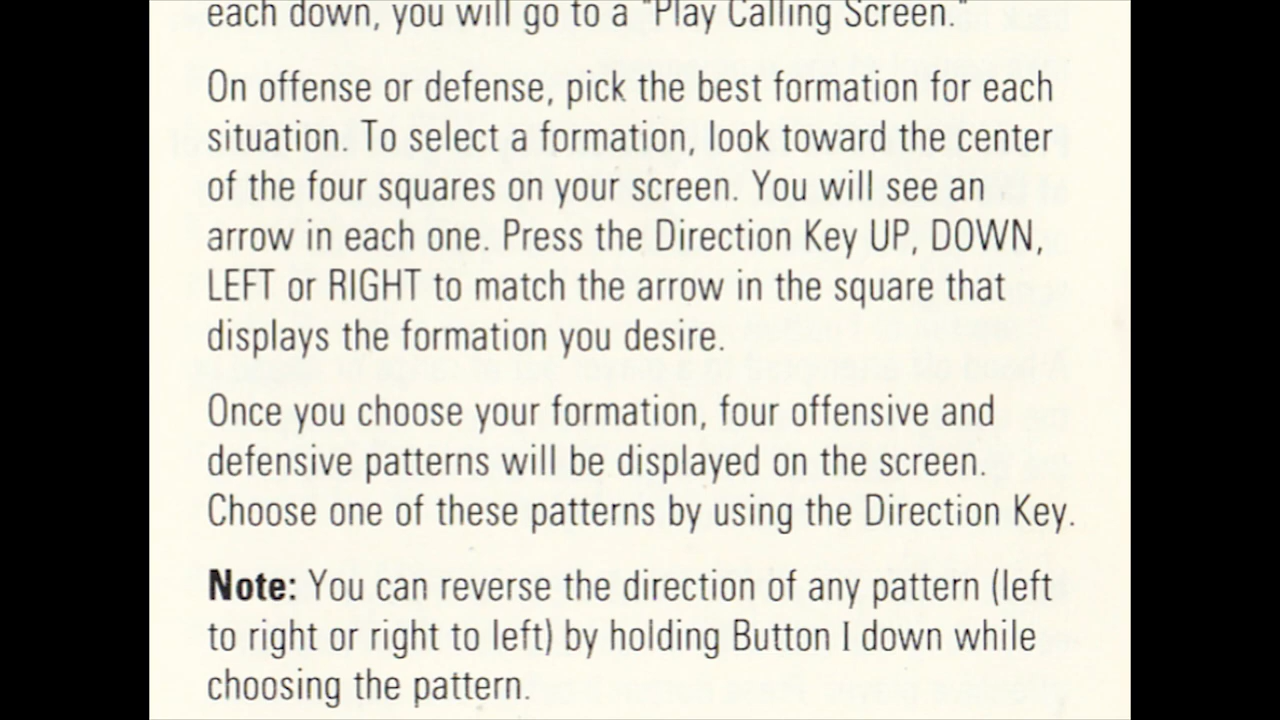 each down, you will go to a "Play Calling Screen."
On offense or defense, pick the best formation for each
situation. To select a formation, look toward the center
of the four squares on your screen. You will see an
arrow in each one. Press the Direction Key UP, DOWN,
LEFT or RIGHT to match the arrow in the square that
displays the formation you desire.
Once you choose your formation, four offensive and
defensive patterns will be displayed on the screen.
Choose one of these patterns by using the Direction Key.
Note: You can reverse the direction of any pattern (left
to right or right to left) by holding Button I down while
choosing the pattern.